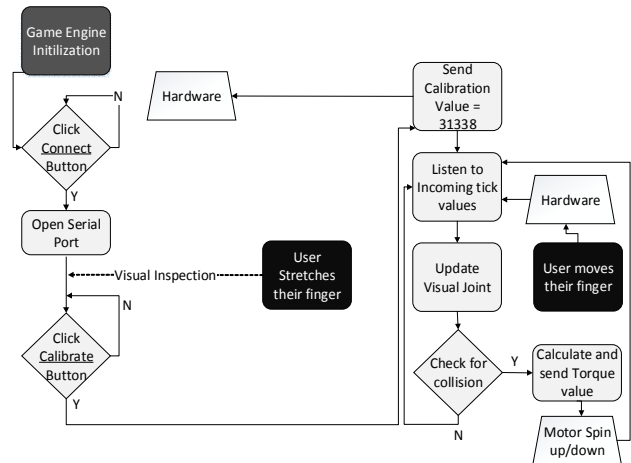 Game Engine
Initilization
N
Click
Connect
Button
Y
Open Serial
Port
Visual Inspection
User
Stretches
their finger
N
Click
Calibrate
Button
Y
Hardware
Send
Calibration
Value =
31338
Listen to
Incoming tick
values
Hardware
User moves
their finger
Update
Visual Joint
Check for
collision
Y
N
Calculate and
send Torque
value
Motor Spin
up/down